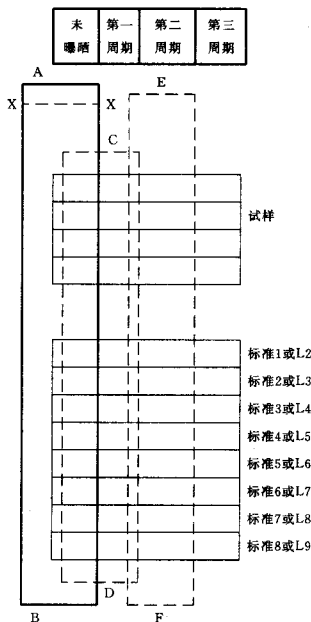 未 第一 第二 第三
曝晒 周期 周期 周期
A
E
X X
C
试样
标准1或L2
标准2或L3
标准3或L4
标准4或L5
标准5或L6
标准6或L7
标准7或L8
标准8或L9
D
B F